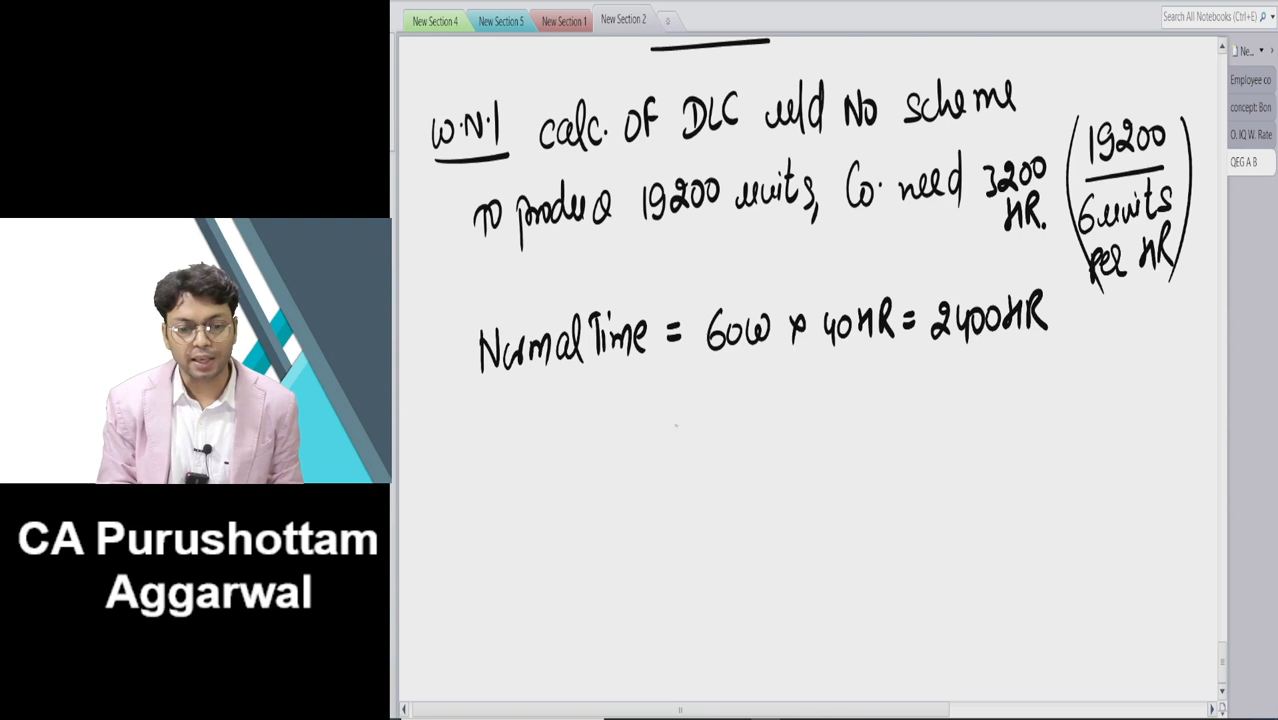 New Section 4
New Section 5
New Section 1
New Section 2
Search All Notebooks (Ctrl+E)
Ne...
Employee co
concept: Bon
O. IQ W. Rate
QEG A B
W.N.1 calc. OF DLC u/d No scheme
To produce 19200 units, Co. need 3200 HR. (19200
6 units
per HR)
Normal Time = 60W × 40HR = 2400HR
CA Purushottam
Aggarwal